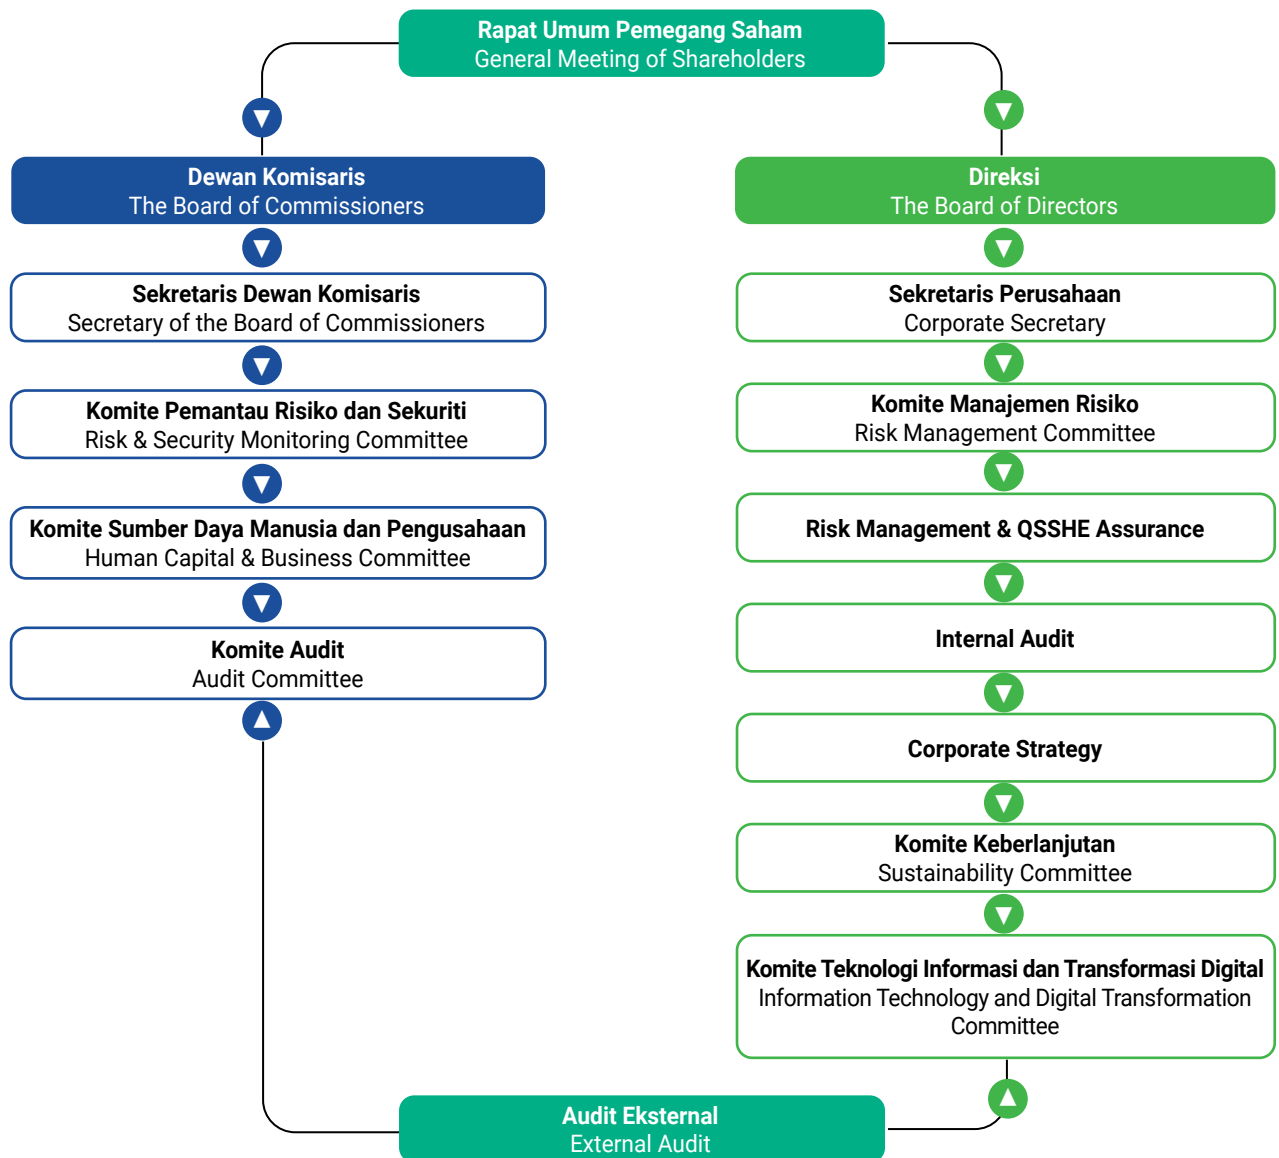 Rapat Umum Pemegang Saham
General Meeting of Shareholders
Dewan Komisaris
The Board of Commissioners
Sekretaris Dewan Komisaris
Secretary of the Board of Commissioners
Komite Pemantau Risiko dan Sekuriti
Risk & Security Monitoring Committee
Komite Sumber Daya Manusia dan Pengusahaan
Human Capital & Business Committee
Komite Audit
Audit Committee
Direksi
The Board of Directors
Sekretaris Perusahaan
Corporate Secretary
Komite Manajemen Risiko
Risk Management Committee
Risk Management & QSSHE Assurance
Internal Audit
Corporate Strategy
Komite Keberlanjutan
Sustainability Committee
Komite Teknologi Informasi dan Transformasi Digital
Information Technology and Digital Transformation
Committee
Audit Eksternal
External Audit